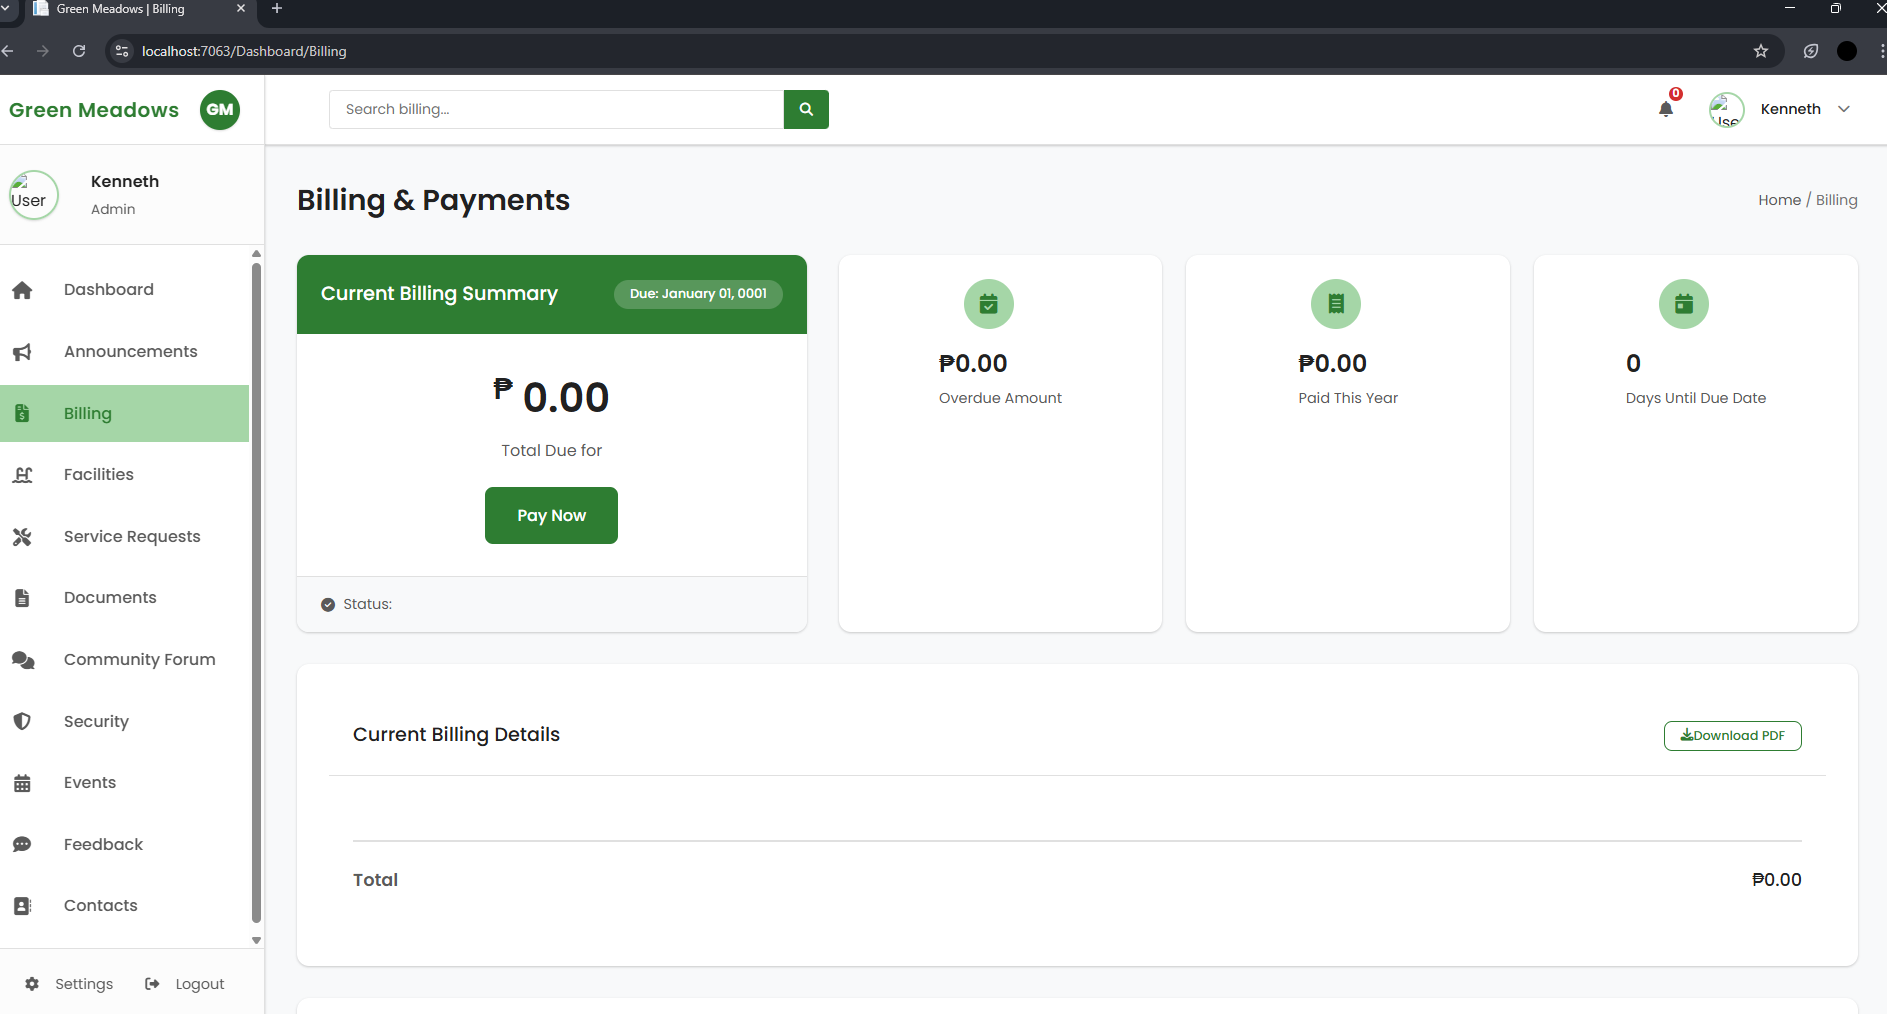 Green Meadows | Billing
localhost:7063/Dashboard/Billing
Green Meadows GM
Search billing...
0
Use
Kenneth
User
Kenneth
Admin
Dashboard
Announcements
Billing
Facilities
Service Requests
Documents
Community Forum
Security
Events
Feedback
Contacts
Settings
Logout
Billing & Payments
Home / Billing
Current Billing Summary
Due: January 01, 0001
₱ 0.00
Total Due for
Pay Now
Status:
₱0.00
Overdue Amount
₱0.00
Paid This Year
0
Days Until Due Date
Current Billing Details
Download PDF
Total
₱0.00